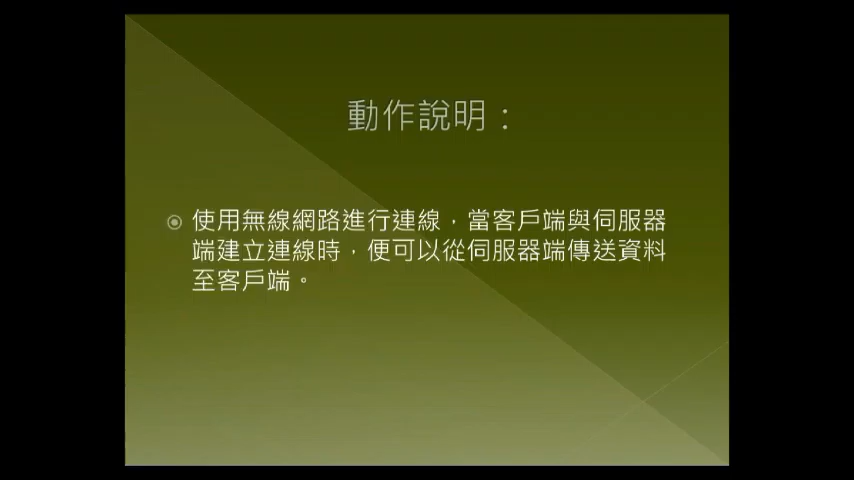 動作說明：
使用無線網路進行連線，當客戶端與伺服器
端建立連線時，便可以從伺服器端傳送資料
至客戶端。